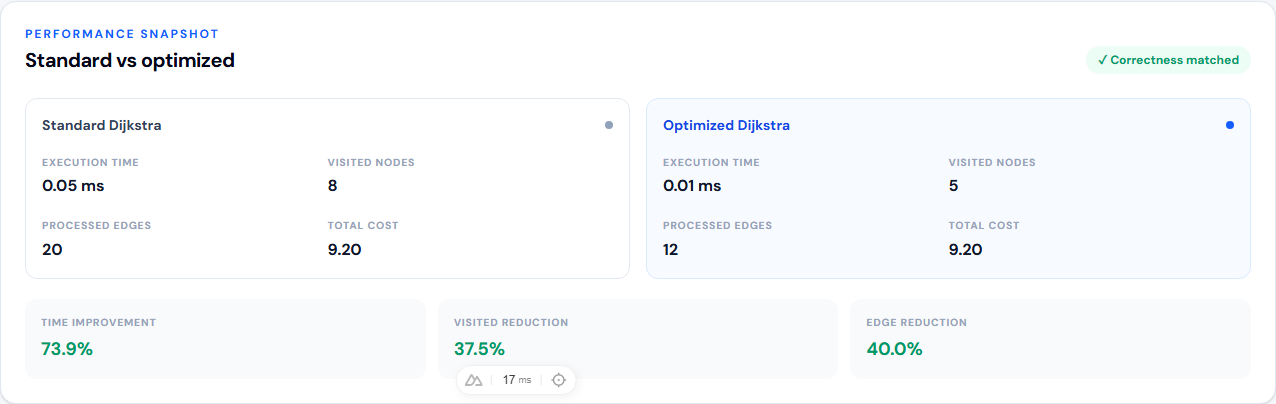 PERFORMANCE SNAPSHOT
Standard vs optimized
✓ Correctness matched
Standard Dijkstra
EXECUTION TIME
VISITED NODES
0.05 ms
8
PROCESSED EDGES
TOTAL COST
20
9.20
Optimized Dijkstra
EXECUTION TIME
VISITED NODES
0.01 ms
5
PROCESSED EDGES
TOTAL COST
12
9.20
TIME IMPROVEMENT
73.9%
VISITED REDUCTION
37.5%
EDGE REDUCTION
40.0%
17 ms